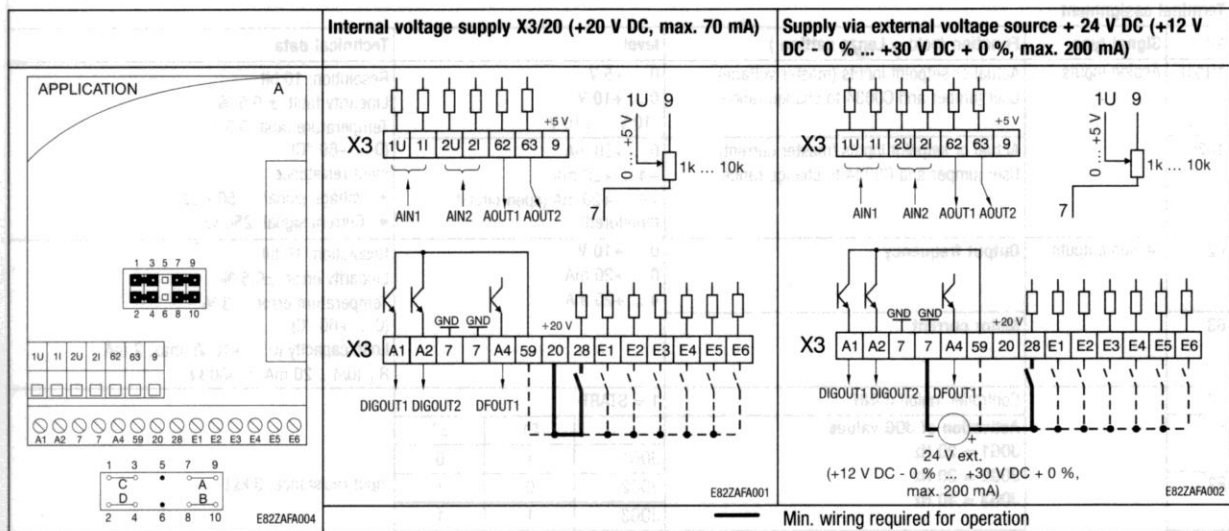 Internal voltage supply X3/20 (+20 V DC, max. 70 mA)
Supply via external voltage source + 24 V DC (+12 V
DC - 0 % ... +30 V DC + 0 %, max. 200 mA)
APPLICATION
A
1 3 5 7 9
2 4 6 8 10
1U 1I 2U 2I 62 63 9
A1 A2 7 7 A4 59 20 28 E1 E2 E3 E4 E5 E6
1 3 5 7 9
C A
D B
2 4 6 8 10
E82ZAFA004
+5 V
X3 1U 1I 2U 2I 62 63 9
AIN1 AIN2 AOUT1 AOUT2
1U 9
0 ... +5 V
1k ... 10k
7
GND GND +20 V
X3 A1 A2 7 7 A4 59 20 28 E1 E2 E3 E4 E5 E6
DIGOUT1 DIGOUT2 DFOUT1
E82ZAFA001
+5 V
X3 1U 1I 2U 2I 62 63 9
AIN1 AIN2 AOUT1 AOUT2
1U 9
0 ... +5 V
1k ... 10k
7
GND GND +20 V
X3 A1 A2 7 7 A4 59 20 28 E1 E2 E3 E4 E5 E6
DIGOUT1 DIGOUT2 DFOUT1
- +
24 V ext.
(+12 V DC - 0 % ... +30 V DC + 0 %,
max. 200 mA)
E82ZAFA002
Min. wiring required for operation